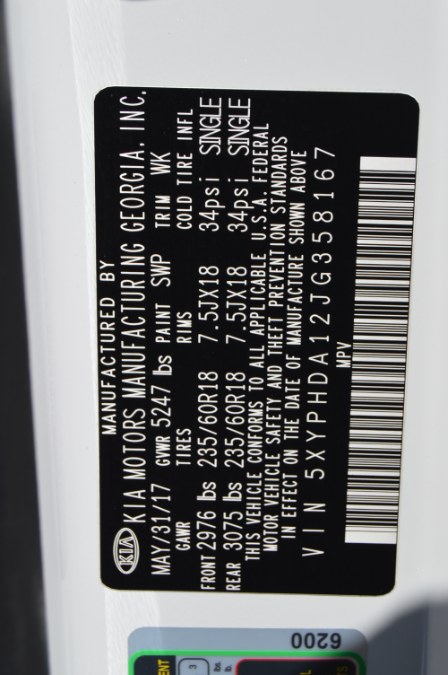 MANUFACTURED BY
KIA KIA MOTORS MANUFACTURING GEORGIA, INC.
MAY/31/17 GVWR 5247 lbs PAINT SWP TRIM WK
GAWR TIRES RIMS COLD TIRE INFL
FRONT 2976 lbs 235/60R18 7.5JX18 34psi SINGLE
REAR 3075 lbs 235/60R18 7.5JX18 34psi SINGLE
THIS VEHICLE CONFORMS TO ALL APPLICABLE U.S.A. FEDERAL
MOTOR VEHICLE SAFETY AND THEFT PREVENTION STANDARDS
IN EFFECT ON THE DATE OF MANUFACTURE SHOWN ABOVE
VIN 5XYPHDA12JG358167
MPV
6200